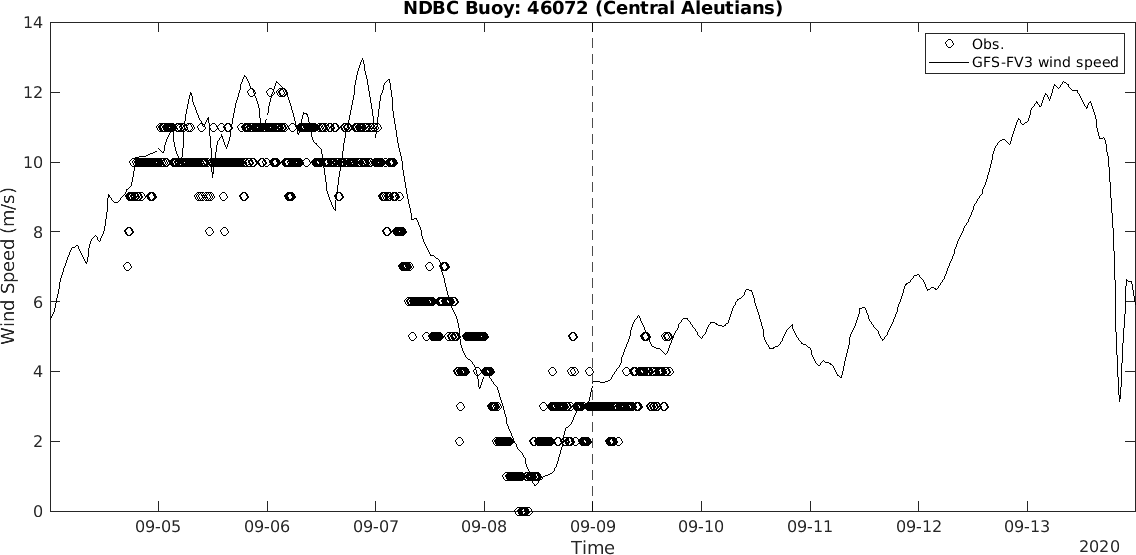 NDBC Buoy: 46072 (Central Aleutians)
14
12
10
8
6
4
2
0
Wind Speed (m/s)
Obs.
GFS-FV3 wind speed
09-05 09-06 09-07 09-08 09-09 09-10 09-11 09-12 09-13
Time
2020